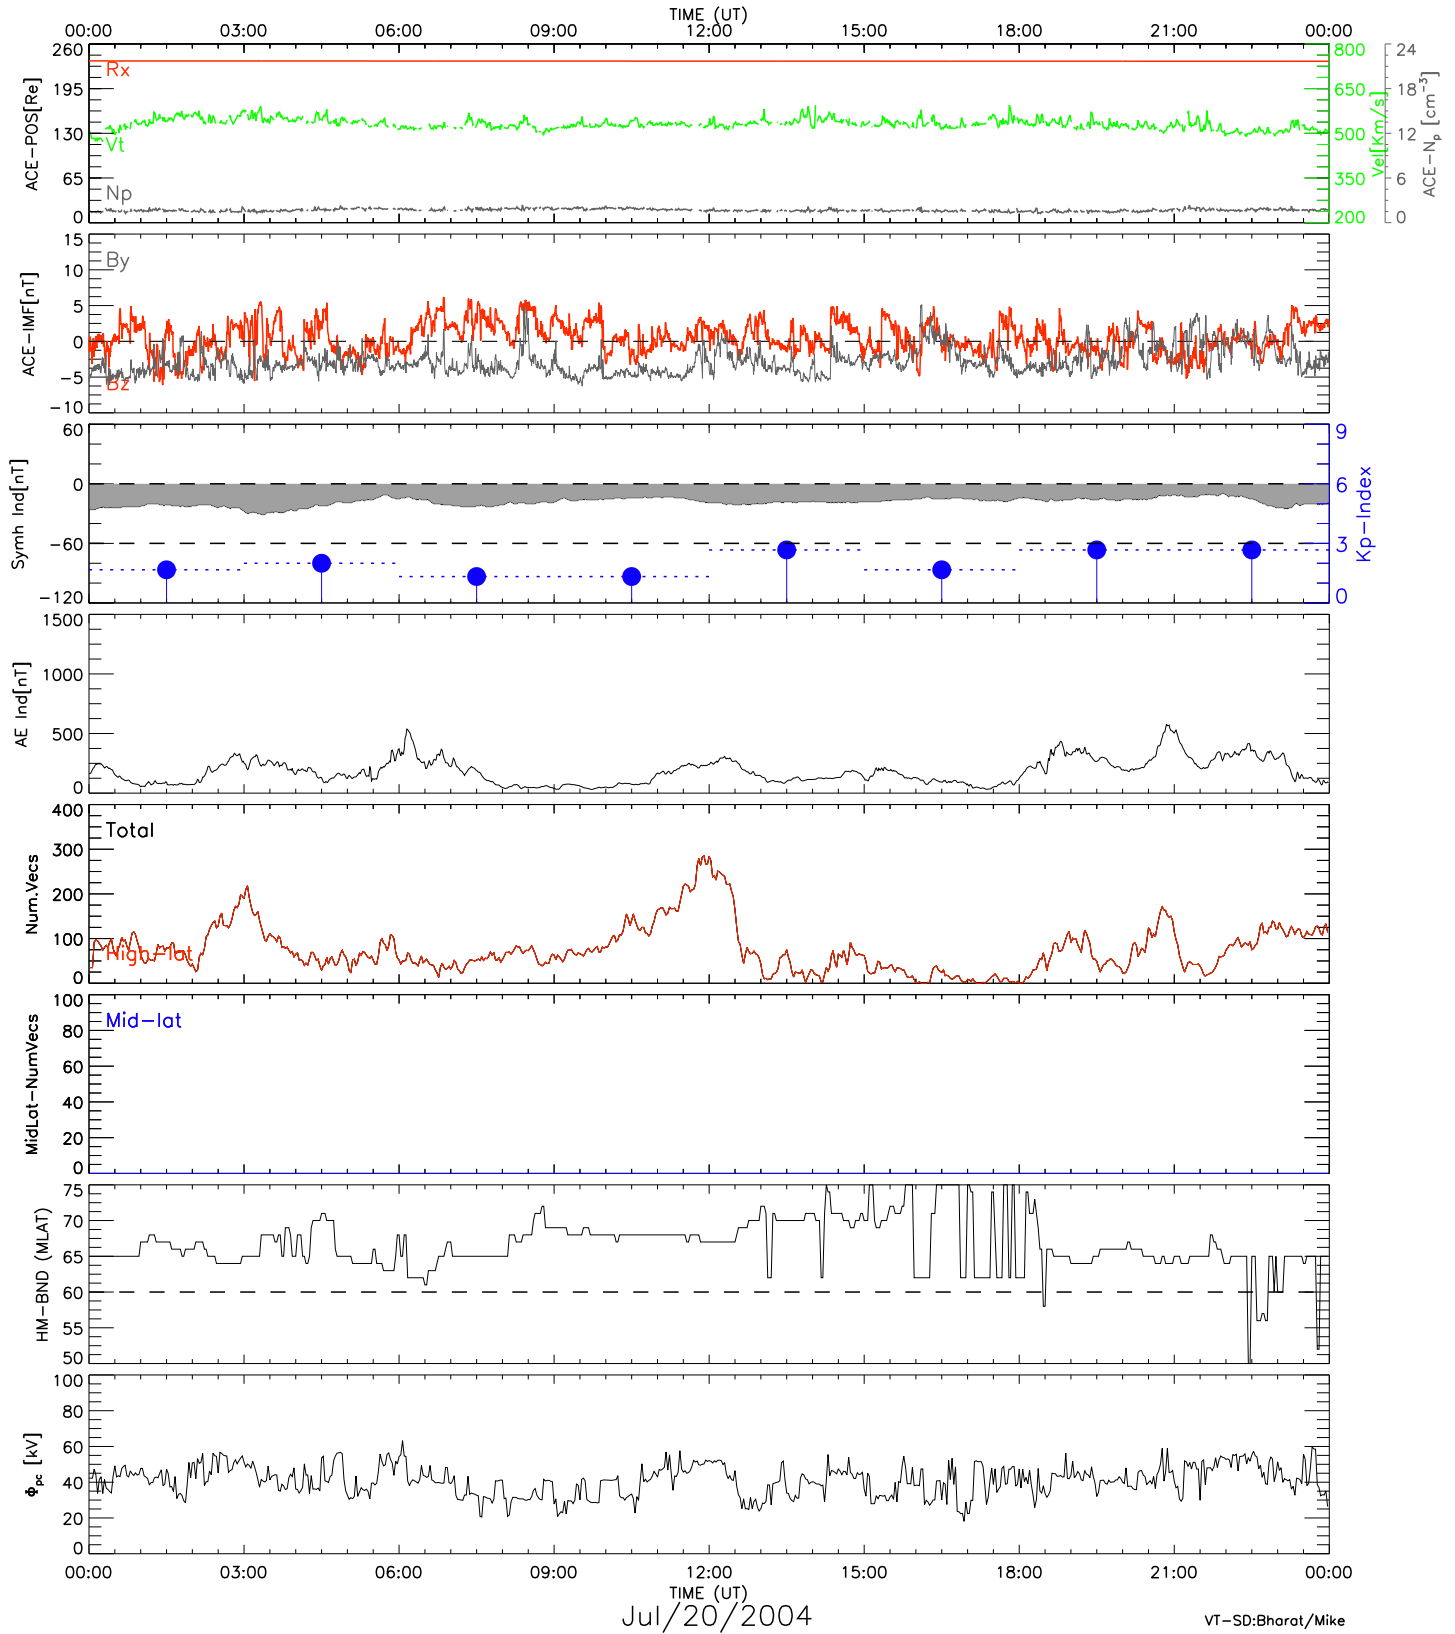 TIME (UT)
00:00 03:00 06:00 09:00 12:00 15:00 18:00 21:00 00:00
260
195
130
65
0
ACE-POS[Re]
Rx
Vt
Np
800
650
500
350
200
Vel[Km/s]
24
18
12
6
0
ACE-Np [cm-3]
15
10
5
0
-5
-10
ACE-IMF[nT]
By
Bz
60
0
-60
-120
Symh Ind[nT]
9
6
3
0
Kp-Index
1500
1000
500
0
AE Ind[nT]
400
300
200
100
0
Num.Vecs
Total
High-lat
100
80
60
40
20
0
MidLat-NumVecs
Mid-lat
75
70
65
60
55
50
HM-BND (MLAT)
100
80
60
40
20
0
Φpc [kV]
00:00 03:00 06:00 09:00 12:00 15:00 18:00 21:00 00:00
TIME (UT)
Jul/20/2004
VT-SD:Bharat/Mike